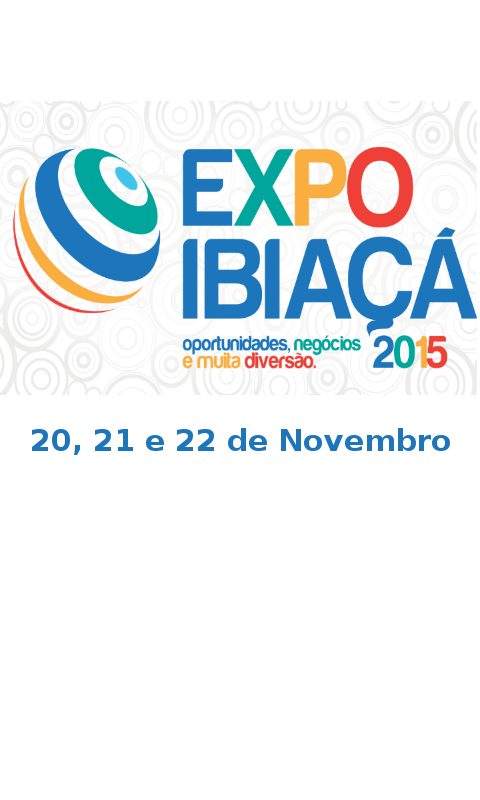 EXPO
IBIAÇÁ
oportunidades, negócios
e muita diversão.
2015
20, 21 e 22 de Novembro